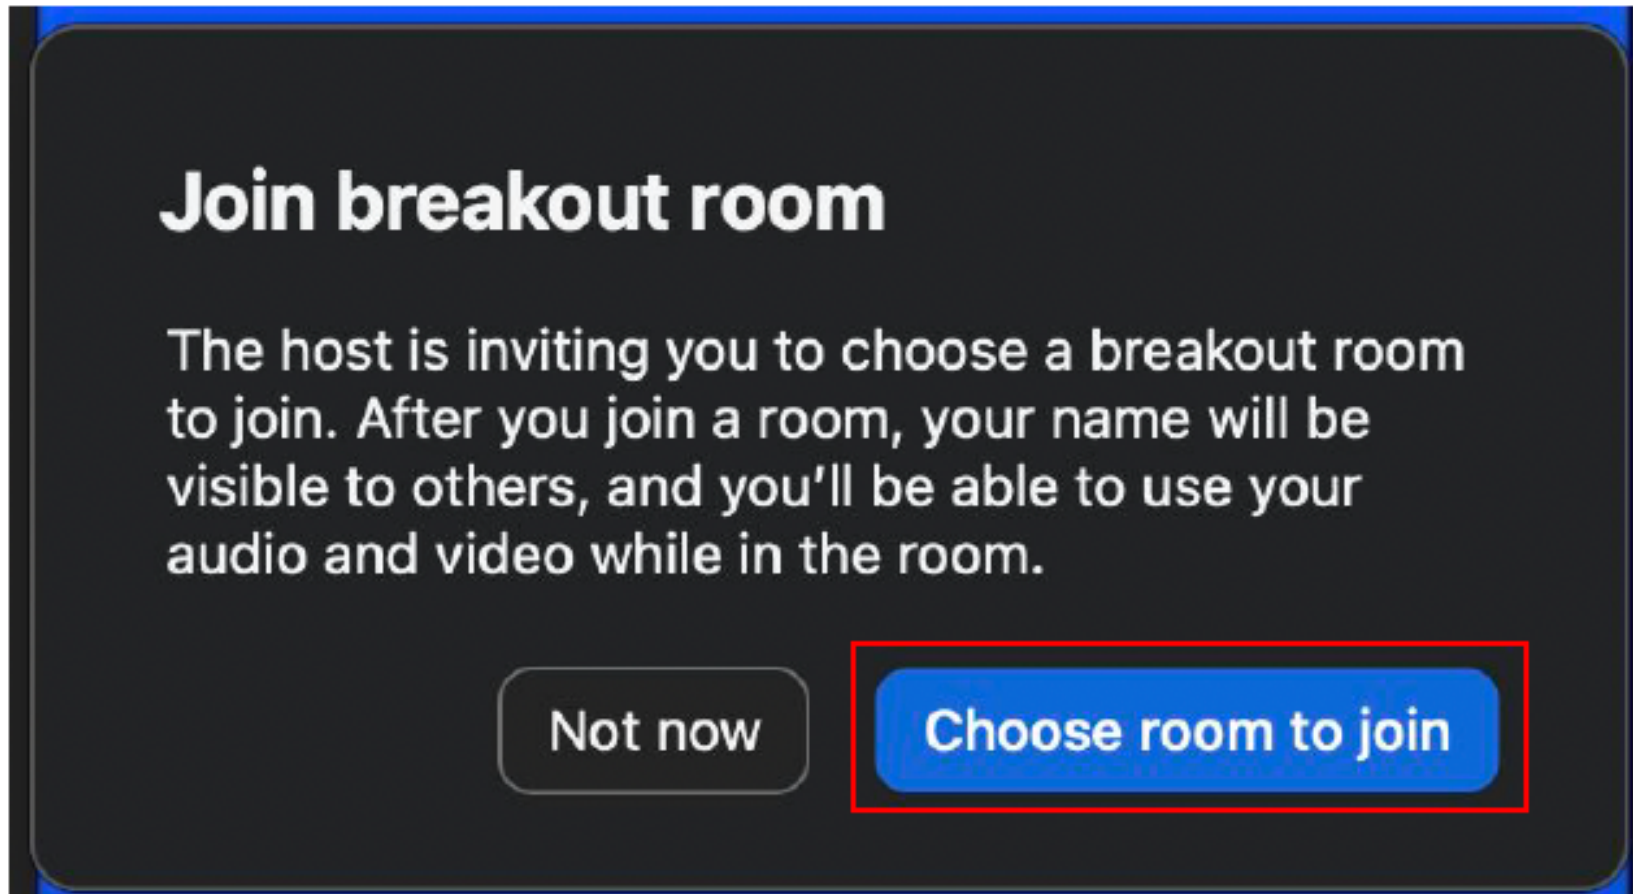 Join breakout room
The host is inviting you to choose a breakout room
to join. After you join a room, your name will be
visible to others, and you’ll be able to use your
audio and video while in the room.
Not now
Choose room to join